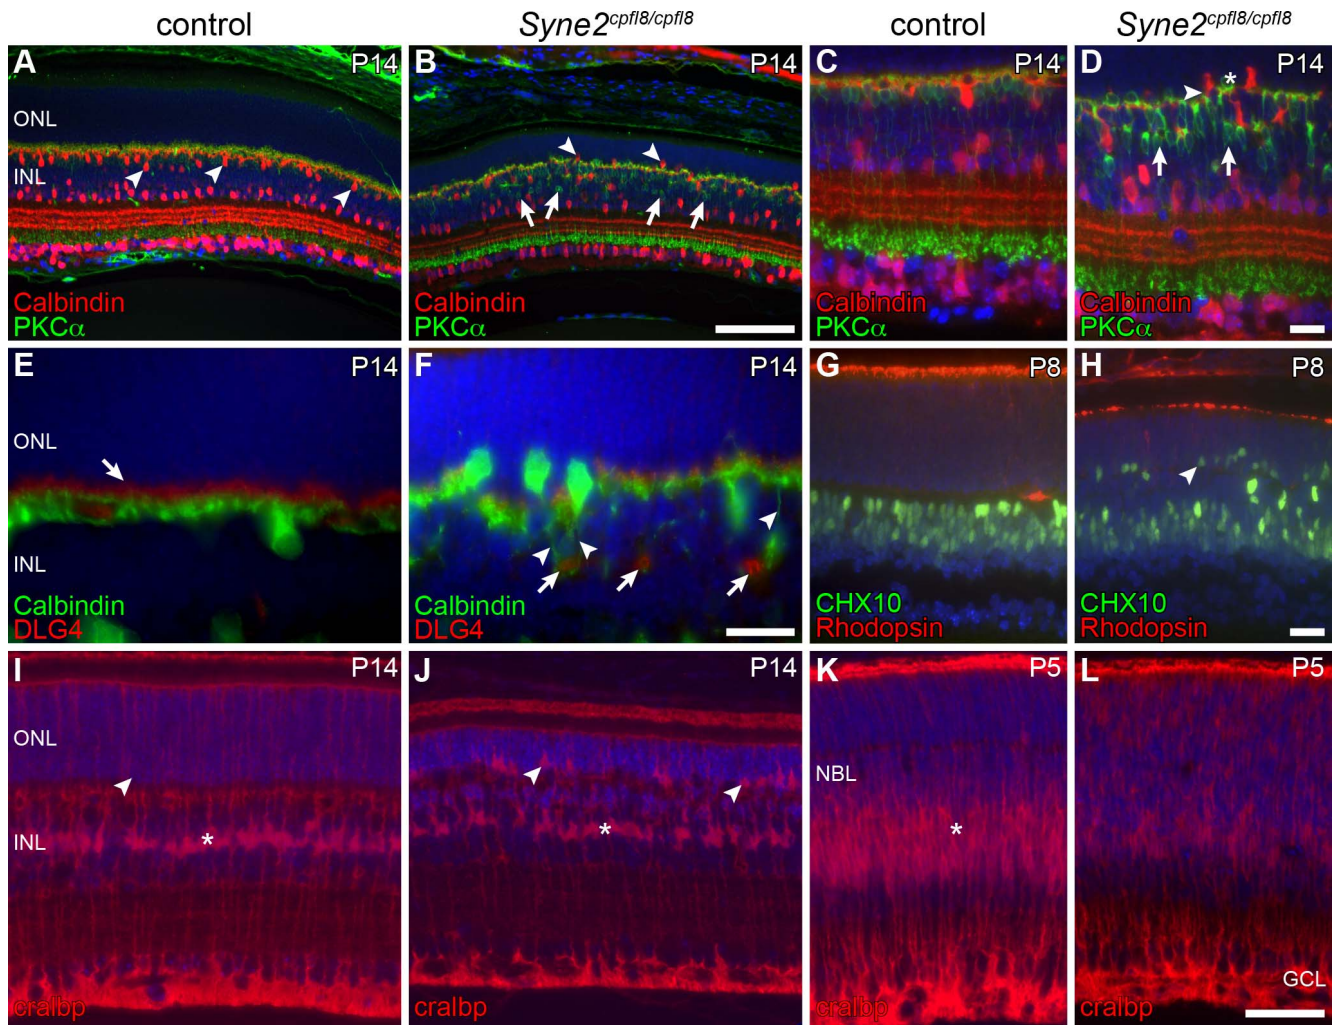 control
Syne2cpfl8/cpfl8
control
Syne2cpfl8/cpfl8
A
P14
ONL
INL
Calbindin
PKCα
B
P14
Calbindin
PKCα
C
P14
Calbindin
PKCα
D
P14
*
Calbindin
PKCα
E
P14
ONL
INL
Calbindin
DLG4
F
P14
Calbindin
DLG4
G
P8
CHX10
Rhodopsin
H
P8
CHX10
Rhodopsin
I
P14
ONL
INL
*
cralbp
J
P14
*
cralbp
K
P5
NBL
*
cralbp
L
P5
GCL
cralbp